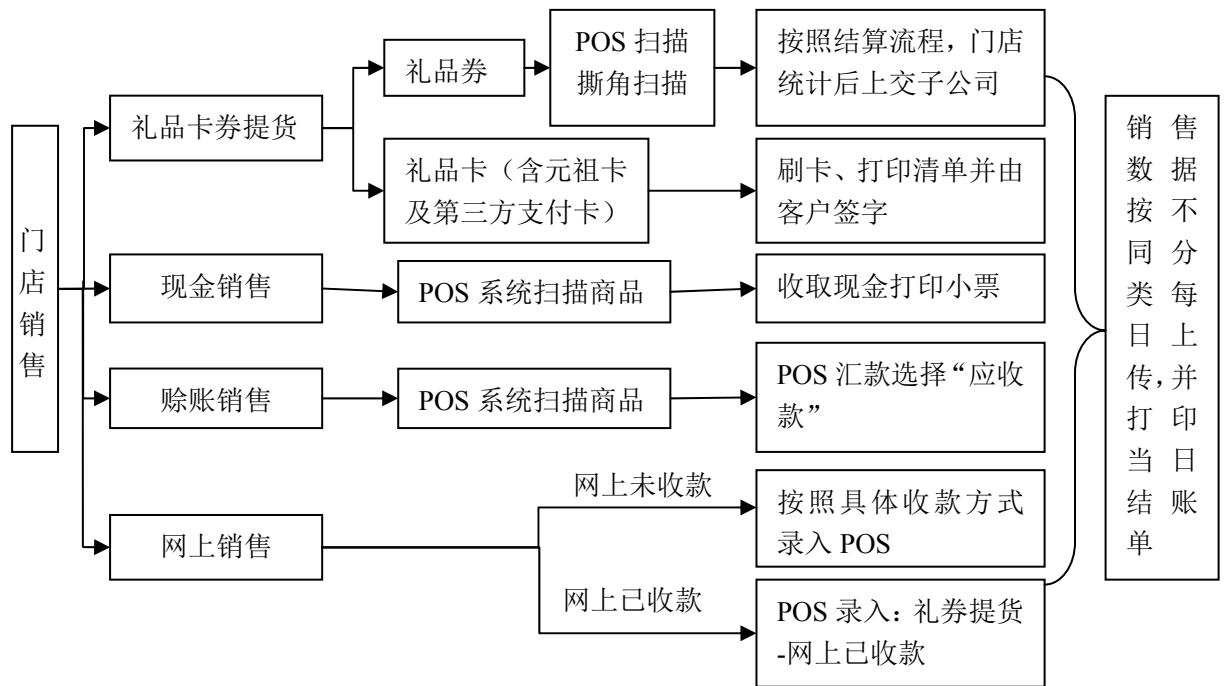 门
店
销
售
礼品卡券提货
礼品券
POS 扫描
撕角扫描
按照结算流程，门店
统计后上交子公司
礼品卡（含元祖卡
及第三方支付卡）
刷卡、打印清单并由
客户签字
现金销售
POS 系统扫描商品
收取现金打印小票
赊账销售
POS 系统扫描商品
POS 汇款选择“应收
款”
网上销售
网上未收款
按照具体收款方式
录入 POS
网上已收款
POS 录入：礼券提货
-网上已收款
销 售
数 据
按 不
同 分
类 每
日 上
传，并
打 印
当 日
结 账
单